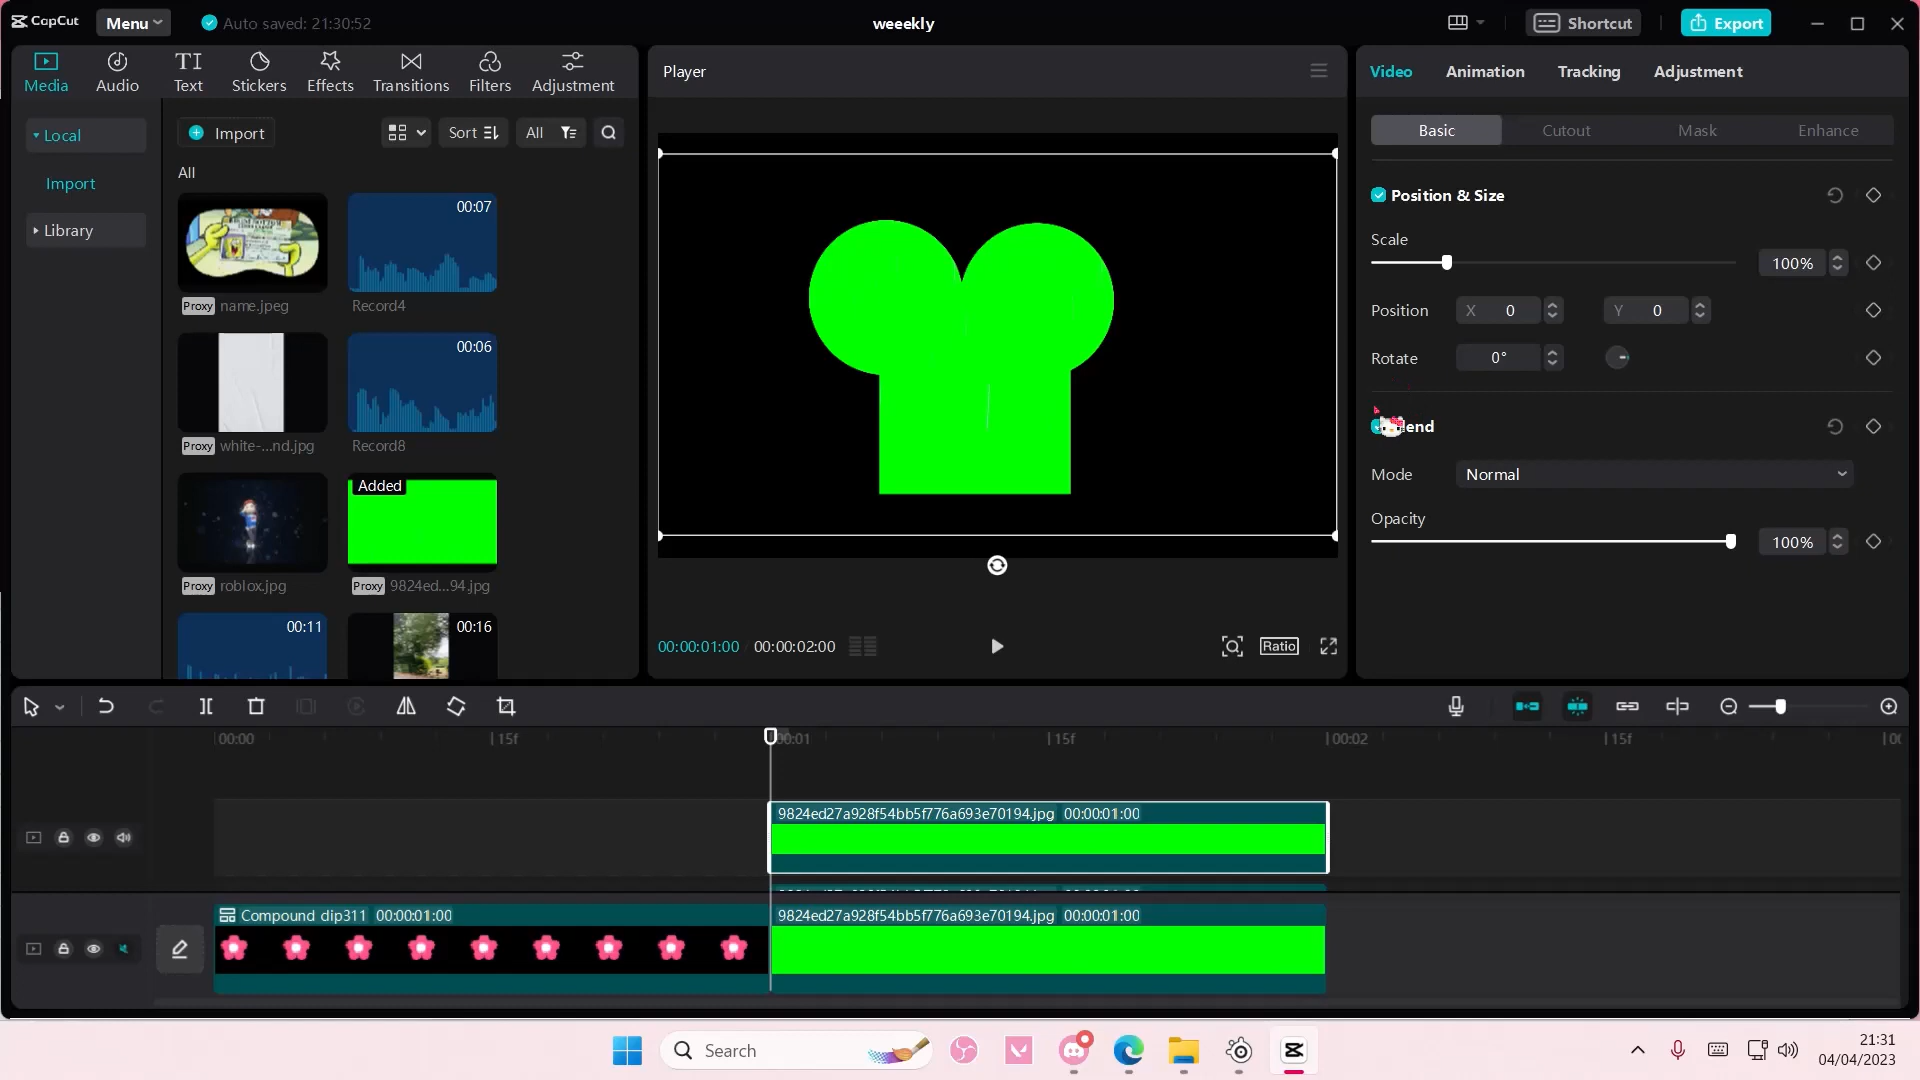 CapCut
Menu
Auto saved: 21:30:52
weeekly
Shortcut
Export
Media
Audio
Text
Stickers
Effects
Transitions
Filters
Adjustment
Local
Import
Library
Import
Sort
All
All
Proxy name.jpeg
00:07
Record4
Proxy white-...nd.jpg
00:06
Record8
Proxy roblox.jpg
Added
Proxy 9824ed...94.jpg
00:11
00:16
Player
00:00:01:00 00:00:02:00
Ratio
Video
Animation
Tracking
Adjustment
Basic
Cutout
Mask
Enhance
Position & Size
Scale
100%
Position
X 0
Y 0
Rotate
0°
end
Mode
Normal
Opacity
100%
00:00
15f
00:01
15f
00:02
15f
9824ed27a928f54bb5f776a693e70194.jpg 00:00:01:00
Compound clip311 00:00:01:00
9824ed27a928f54bb5f776a693e70194.jpg 00:00:01:00
Search
21:31
04/04/2023